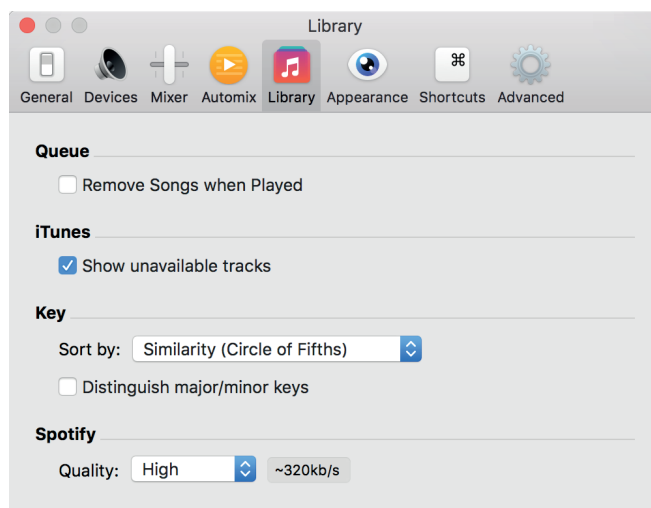 Library
General Devices Mixer Automix Library Appearance Shortcuts Advanced
Queue
Remove Songs when Played
iTunes
Show unavailable tracks
Key
Sort by: Similarity (Circle of Fifths)
Distinguish major/minor keys
Spotify
Quality: High ~320kb/s